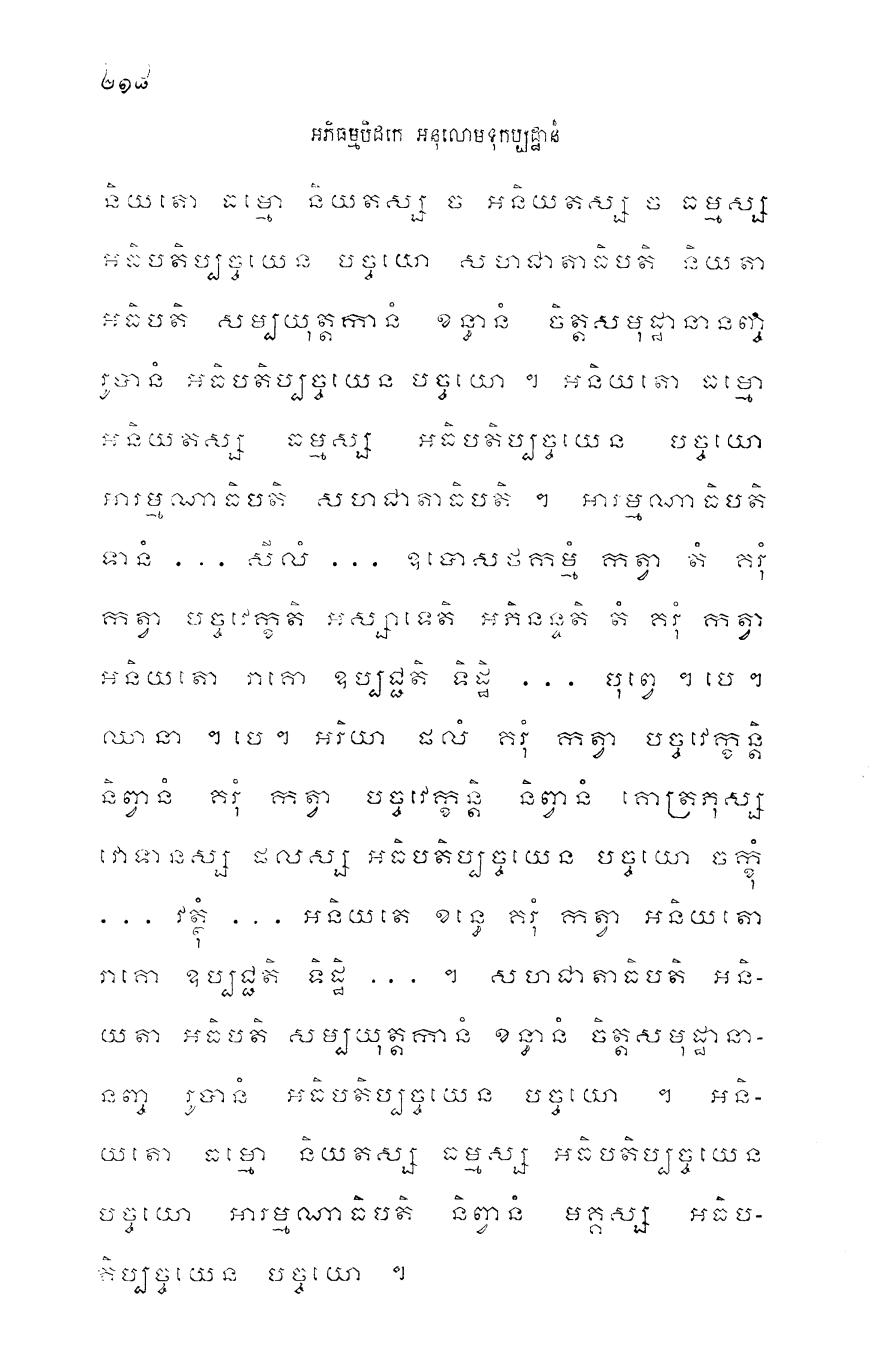 ២១៨
អភិធម្មបិដកេ អនុលោមទុកប្បដ្ឋានំ
និយតោ ធម្មោ និយតស្ស ច អនិយតស្ស ច ធម្មស្ស
អធិបតិប្បច្ចយេន បច្ចយោ សហជាតាធិបតិ និយតា
អធិបតិ សម្បយុត្តកានំ ខន្ធានំ ចិត្តសមុដ្ឋានានញ្ច
រូបានំ អធិបតិប្បច្ចយេន បច្ចយោ ។ អនិយតោ ធម្មោ
អនិយតស្ស ធម្មស្ស អធិបតិប្បច្ចយេន បច្ចយោ
អារម្មណាធិបតិ សហជាតាធិបតិ ។ អារម្មណាធិបតិ
ទានំ ... សីលំ ... ឧបោសថកម្មំ កត្វា តំ គរុំ
កត្វា បច្ចវេក្ខតិ អស្សាទេតិ អភិនន្ទតិ តំ គរុំ កត្វា
អនិយតោ រាគោ ឧប្បជ្ជតិ ទិដ្ឋិ ... បុព្វេ ។ បេ ។
ឈានា ។ បេ ។ អរិយា ផលំ គរុំ កត្វា បច្ចវេក្ខន្តិ
និព្វានំ គរុំ កត្វា បច្ចវេក្ខន្តិ និព្វានំ គោត្រភុស្ស
វោទានស្ស ផលស្ស អធិបតិប្បច្ចយេន បច្ចយោ ចក្ខុំ
... វត្ថុំ ... អនិយតេ ខន្ធេ គរុំ កត្វា អនិយតោ
រាគោ ឧប្បជ្ជតិ ទិដ្ឋិ ... ។ សហជាតាធិបតិ អនិ-
យតា អធិបតិ សម្បយុត្តកានំ ខន្ធានំ ចិត្តសមុដ្ឋានា-
នញ្ច រូបានំ អធិបតិប្បច្ចយេន បច្ចយោ ។ អនិ-
យតោ ធម្មោ និយតស្ស ធម្មស្ស អធិបតិប្បច្ចយេន
បច្ចយោ អារម្មណាធិបតិ និព្វានំ មគ្គស្ស អធិប-
តិប្បច្ចយេន បច្ចយោ ។